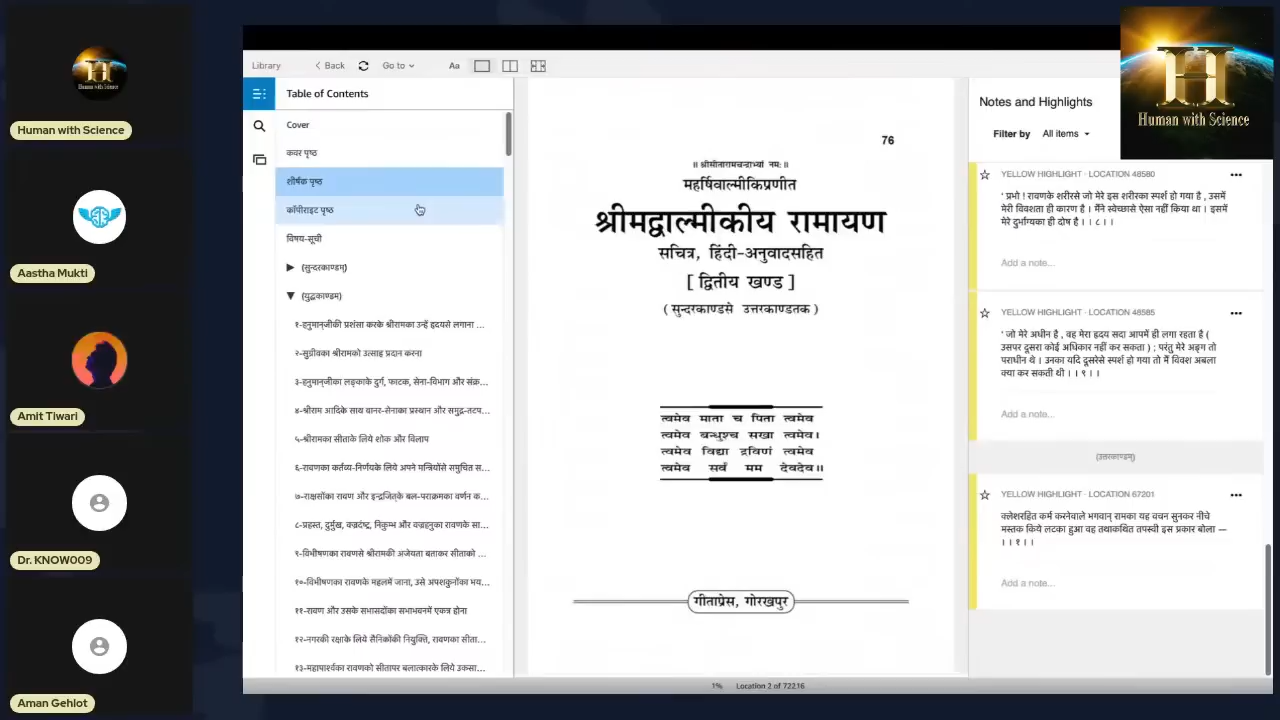 Human with Science
Human with Science
Aastha Mukti
Amit Tiwari
Dr. KNOW009
Aman Gehlot
Library
Back
Go to
Aa
Table of Contents
Cover
कवर पृष्ठ
शीर्षक पृष्ठ
कॉपीराइट पृष्ठ
विषय-सूची
(सुन्दरकाण्डम्)
(युद्धकाण्डम्)
१-हनुमान्‌जीकी प्रशंसा करके श्रीरामका उन्हें हृदयसे लगाना ...
२-सुग्रीवका श्रीरामको उत्साह प्रदान करना
३-हनुमान्‌जीका लङ्काके दुर्ग, फाटक, सेना-विभाग और संक्र...
४-श्रीराम आदिके साथ वानर-सेनाका प्रस्थान और समुद्र-तटप...
५-श्रीरामका सीताके लिये शोक और विलाप
६-रावणका कर्तव्य-निर्णयके लिये अपने मन्त्रियोंसे समुचित स...
७-राक्षसोंका रावण और इन्द्रजित्‌के बल-पराक्रमका वर्णन क...
८-प्रहस्त, दुर्मुख, वज्रदंष्ट्र, निकुम्भ और वज्रहनुका रावणके सा...
९-विभीषणका रावणसे श्रीरामकी अजेयता बताकर सीताको ...
१०-विभीषणका रावणके महलमें जाना, उसे अपशकुनोंका भय...
११-रावण और उसके सभासदोंका सभाभवनमें एकत्र होना
१२-नगरकी रक्षाके लिये सैनिकोंकी नियुक्ति, रावणका सीता...
१३-महापार्श्वका रावणको सीतापर बलात्कारके लिये उकसा...
76
॥ श्रीसीतारामचन्द्राभ्यां नमः ॥
महर्षिवाल्मीकिप्रणीत
श्रीमद्वाल्मीकीय रामायण
सचित्र, हिंदी-अनुवादसहित
[ द्वितीय खण्ड ]
( सुन्दरकाण्डसे उत्तरकाण्डतक )
त्वमेव माता च पिता त्वमेव
त्वमेव बन्धुश्च सखा त्वमेव।
त्वमेव विद्या द्रविणं त्वमेव
त्वमेव सर्वं मम देवदेव॥
गीताप्रेस, गोरखपुर
1% Location 2 of 72216
Human with Science
Notes and Highlights
Filter by All items
YELLOW HIGHLIGHT · LOCATION 48580
' प्रभो ! रावणके शरीरसे जो मेरे इस शरीरका स्पर्श हो गया है , उसमें
मेरी विवशता ही कारण है । मैंने स्वेच्छासे ऐसा नहीं किया था । इसमें
मेरे दुर्भाग्यका ही दोष है । । ८ । ।
Add a note...
YELLOW HIGHLIGHT · LOCATION 48585
' जो मेरे अधीन है , वह मेरा हृदय सदा आपमें ही लगा रहता है (
उसपर दूसरा कोई अधिकार नहीं कर सकता ) ; परंतु मेरे अङ्ग तो
पराधीन थे । उनका यदि दूसरेसे स्पर्श हो गया तो मैं विवश अबला
क्या कर सकती थी । । ९ । ।
Add a note...
(उत्तरकाण्डम्)
YELLOW HIGHLIGHT · LOCATION 67201
क्लेशरहित कर्म करनेवाले भगवान् रामका यह वचन सुनकर नीचे
मस्तक किये लटका हुआ वह तथाकथित तपस्वी इस प्रकार बोला —
। । १ । ।
Add a note...